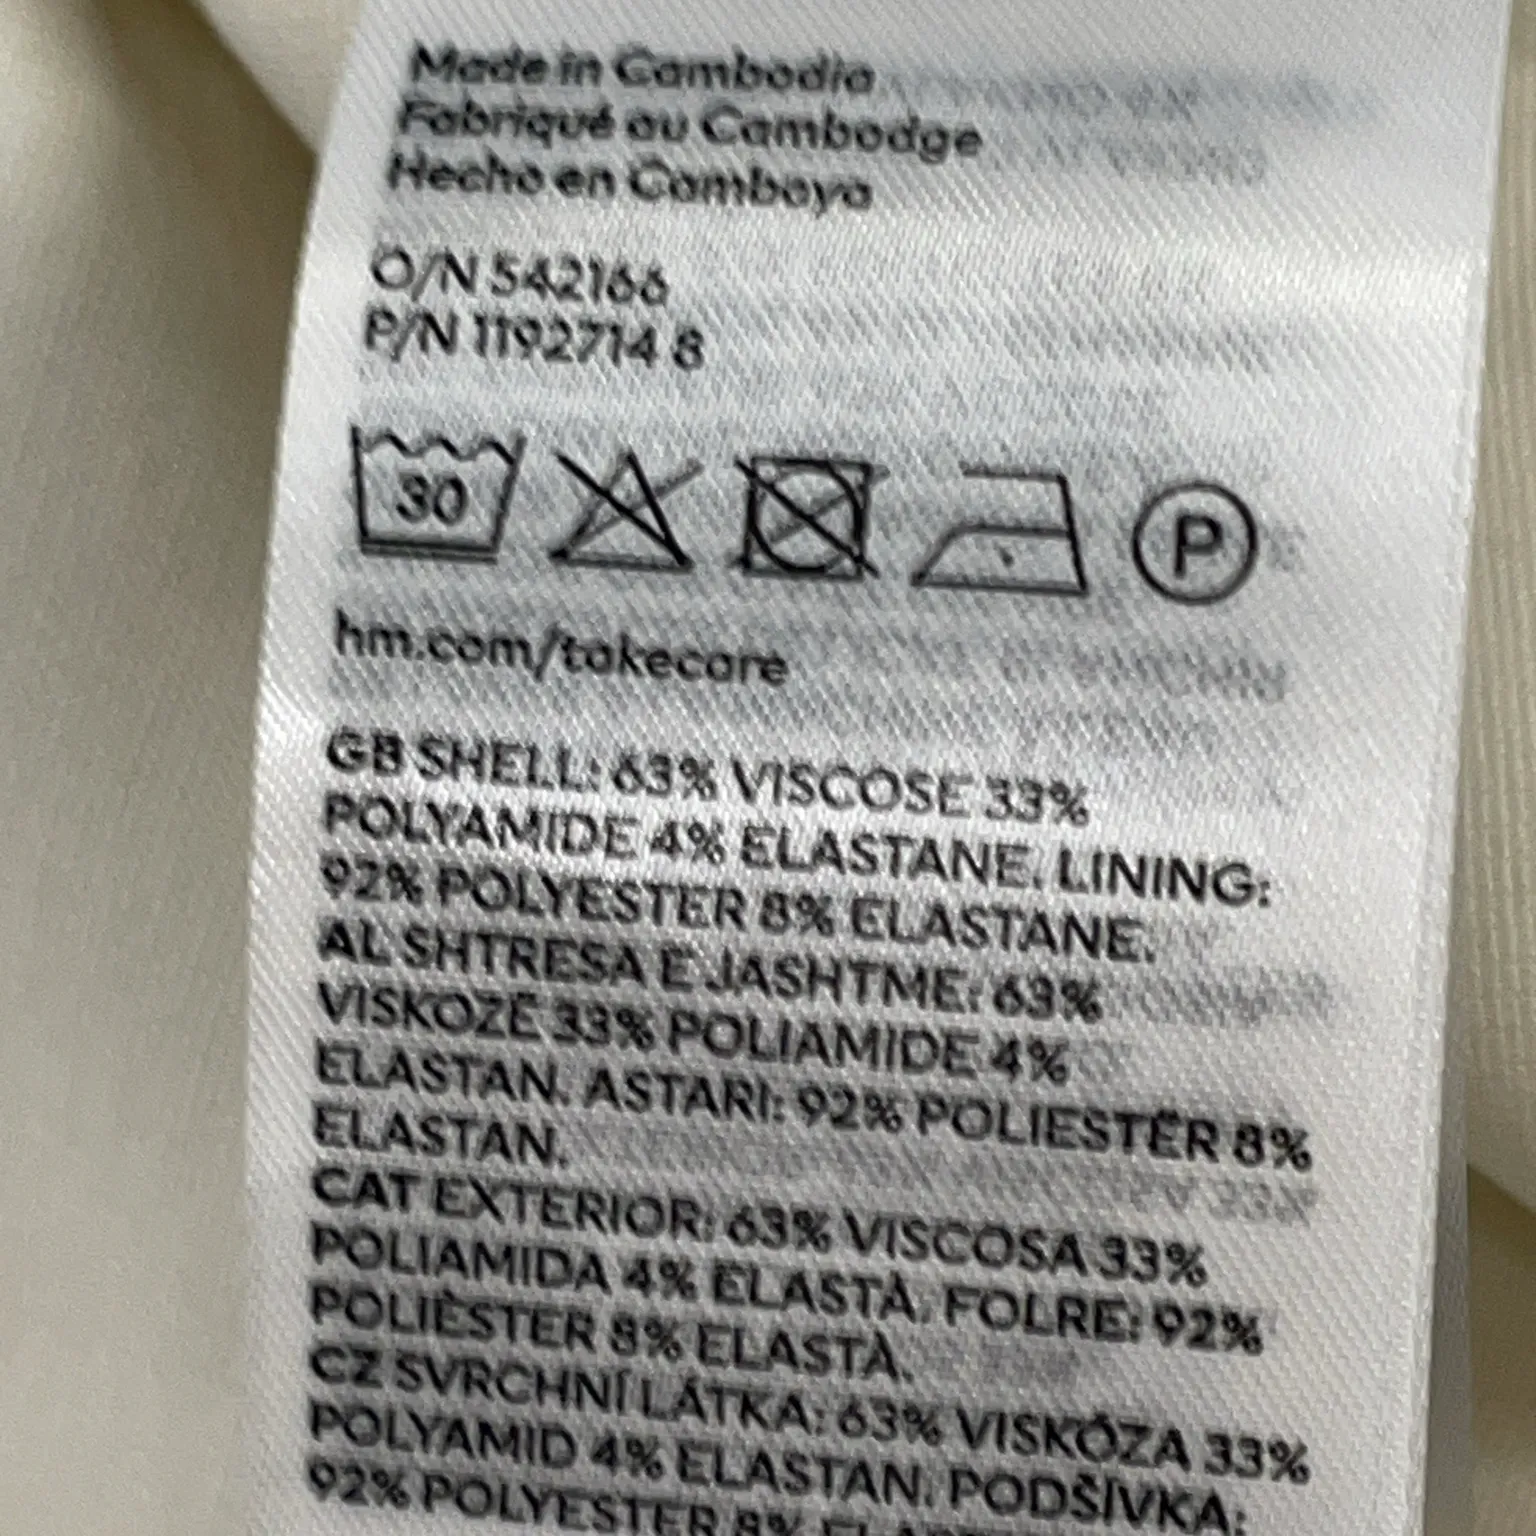 Made in Cambodia
Fabriqué au Cambodge
Hecho en Camboya
O/N 542166
P/N 1192714 8
30
P
hm.com/takecare
GB SHELL: 63% VISCOSE 33%
POLYAMIDE 4% ELASTANE. LINING:
92% POLYESTER 8% ELASTANE.
AL SHTRESA E JASHTME: 63%
VISKOZË 33% POLIAMIDE 4%
ELASTAN. ASTARI: 92% POLIESTËR 8%
ELASTAN.
CAT EXTERIOR: 63% VISCOSA 33%
POLIAMIDA 4% ELASTÀ. FOLRE: 92%
POLIÈSTER 8% ELASTÀ.
CZ SVRCHNÍ LÁTKA: 63% VISKÓZA 33%
POLYAMID 4% ELASTAN. PODŠÍVKA:
92% POLYESTER 8%